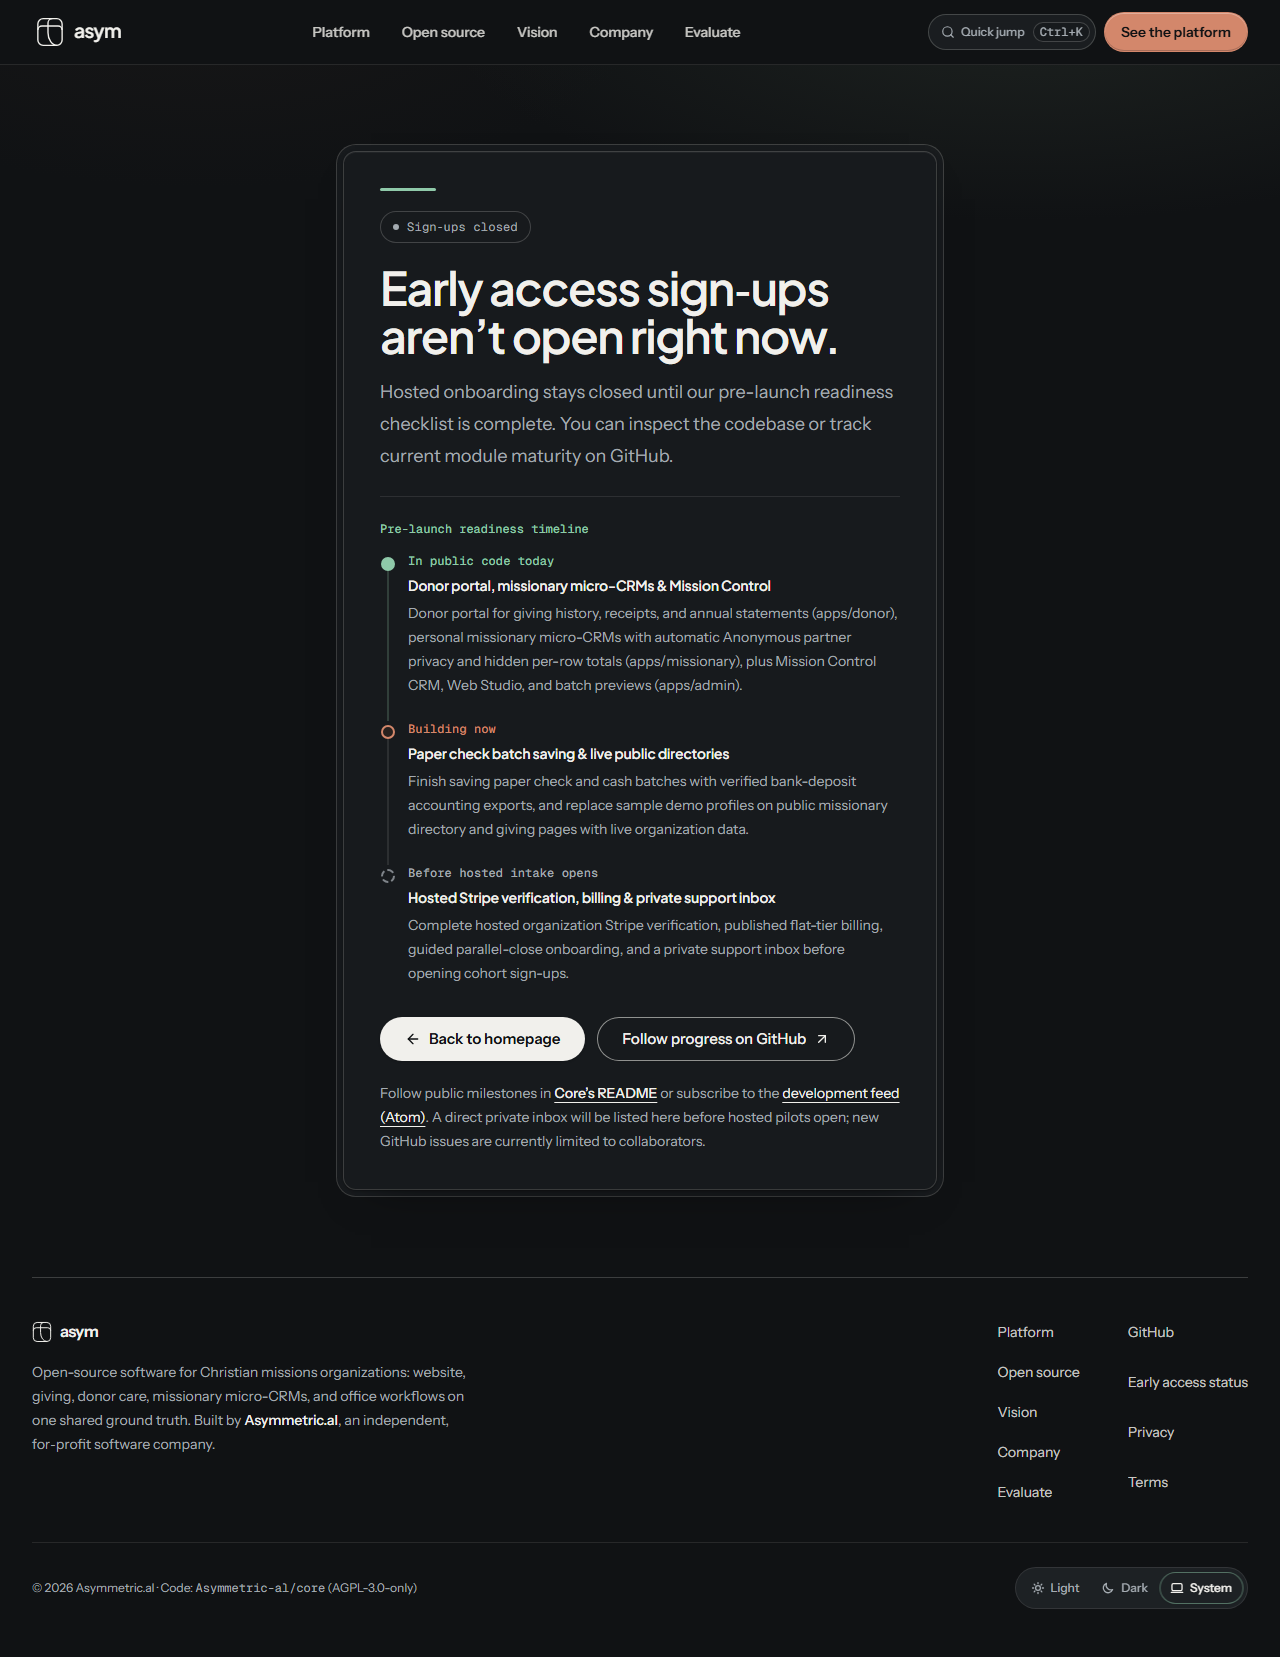 asym
Platform
Open source
Vision
Company
Evaluate
Quick jump
Ctrl+K
See the platform
Sign-ups closed
Early access sign-ups
aren’t open right now.
Hosted onboarding stays closed until our pre-launch readiness
checklist is complete. You can inspect the codebase or track
current module maturity on GitHub.
Pre-launch readiness timeline
In public code today
Donor portal, missionary micro-CRMs & Mission Control
Donor portal for giving history, receipts, and annual statements (apps/donor),
personal missionary micro-CRMs with automatic Anonymous partner
privacy and hidden per-row totals (apps/missionary), plus Mission Control
CRM, Web Studio, and batch previews (apps/admin).
Building now
Paper check batch saving & live public directories
Finish saving paper check and cash batches with verified bank-deposit
accounting exports, and replace sample demo profiles on public missionary
directory and giving pages with live organization data.
Before hosted intake opens
Hosted Stripe verification, billing & private support inbox
Complete hosted organization Stripe verification, published flat-tier billing,
guided parallel-close onboarding, and a private support inbox before
opening cohort sign-ups.
Back to homepage
Follow progress on GitHub
Follow public milestones in Core’s README or subscribe to the development feed
(Atom). A direct private inbox will be listed here before hosted pilots open; new
GitHub issues are currently limited to collaborators.
asym
Open-source software for Christian missions organizations: website,
giving, donor care, missionary micro-CRMs, and office workflows on
one shared ground truth. Built by Asymmetric.al, an independent,
for-profit software company.
Platform
Open source
Vision
Company
Evaluate
GitHub
Early access status
Privacy
Terms
© 2026 Asymmetric.al · Code: Asymmetric-al/core (AGPL-3.0-only)
Light
Dark
System